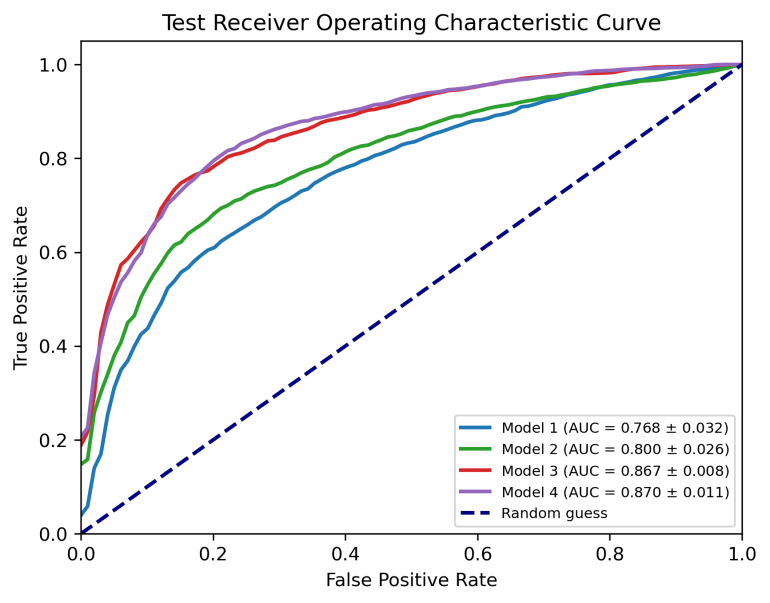 Test Receiver Operating Characteristic Curve
True Positive Rate
1.0
0.8
0.6
0.4
0.2
0.0
0.0 0.2 0.4 0.6 0.8 1.0
False Positive Rate
Model 1 (AUC = 0.768 ± 0.032)
Model 2 (AUC = 0.800 ± 0.026)
Model 3 (AUC = 0.867 ± 0.008)
Model 4 (AUC = 0.870 ± 0.011)
Random guess